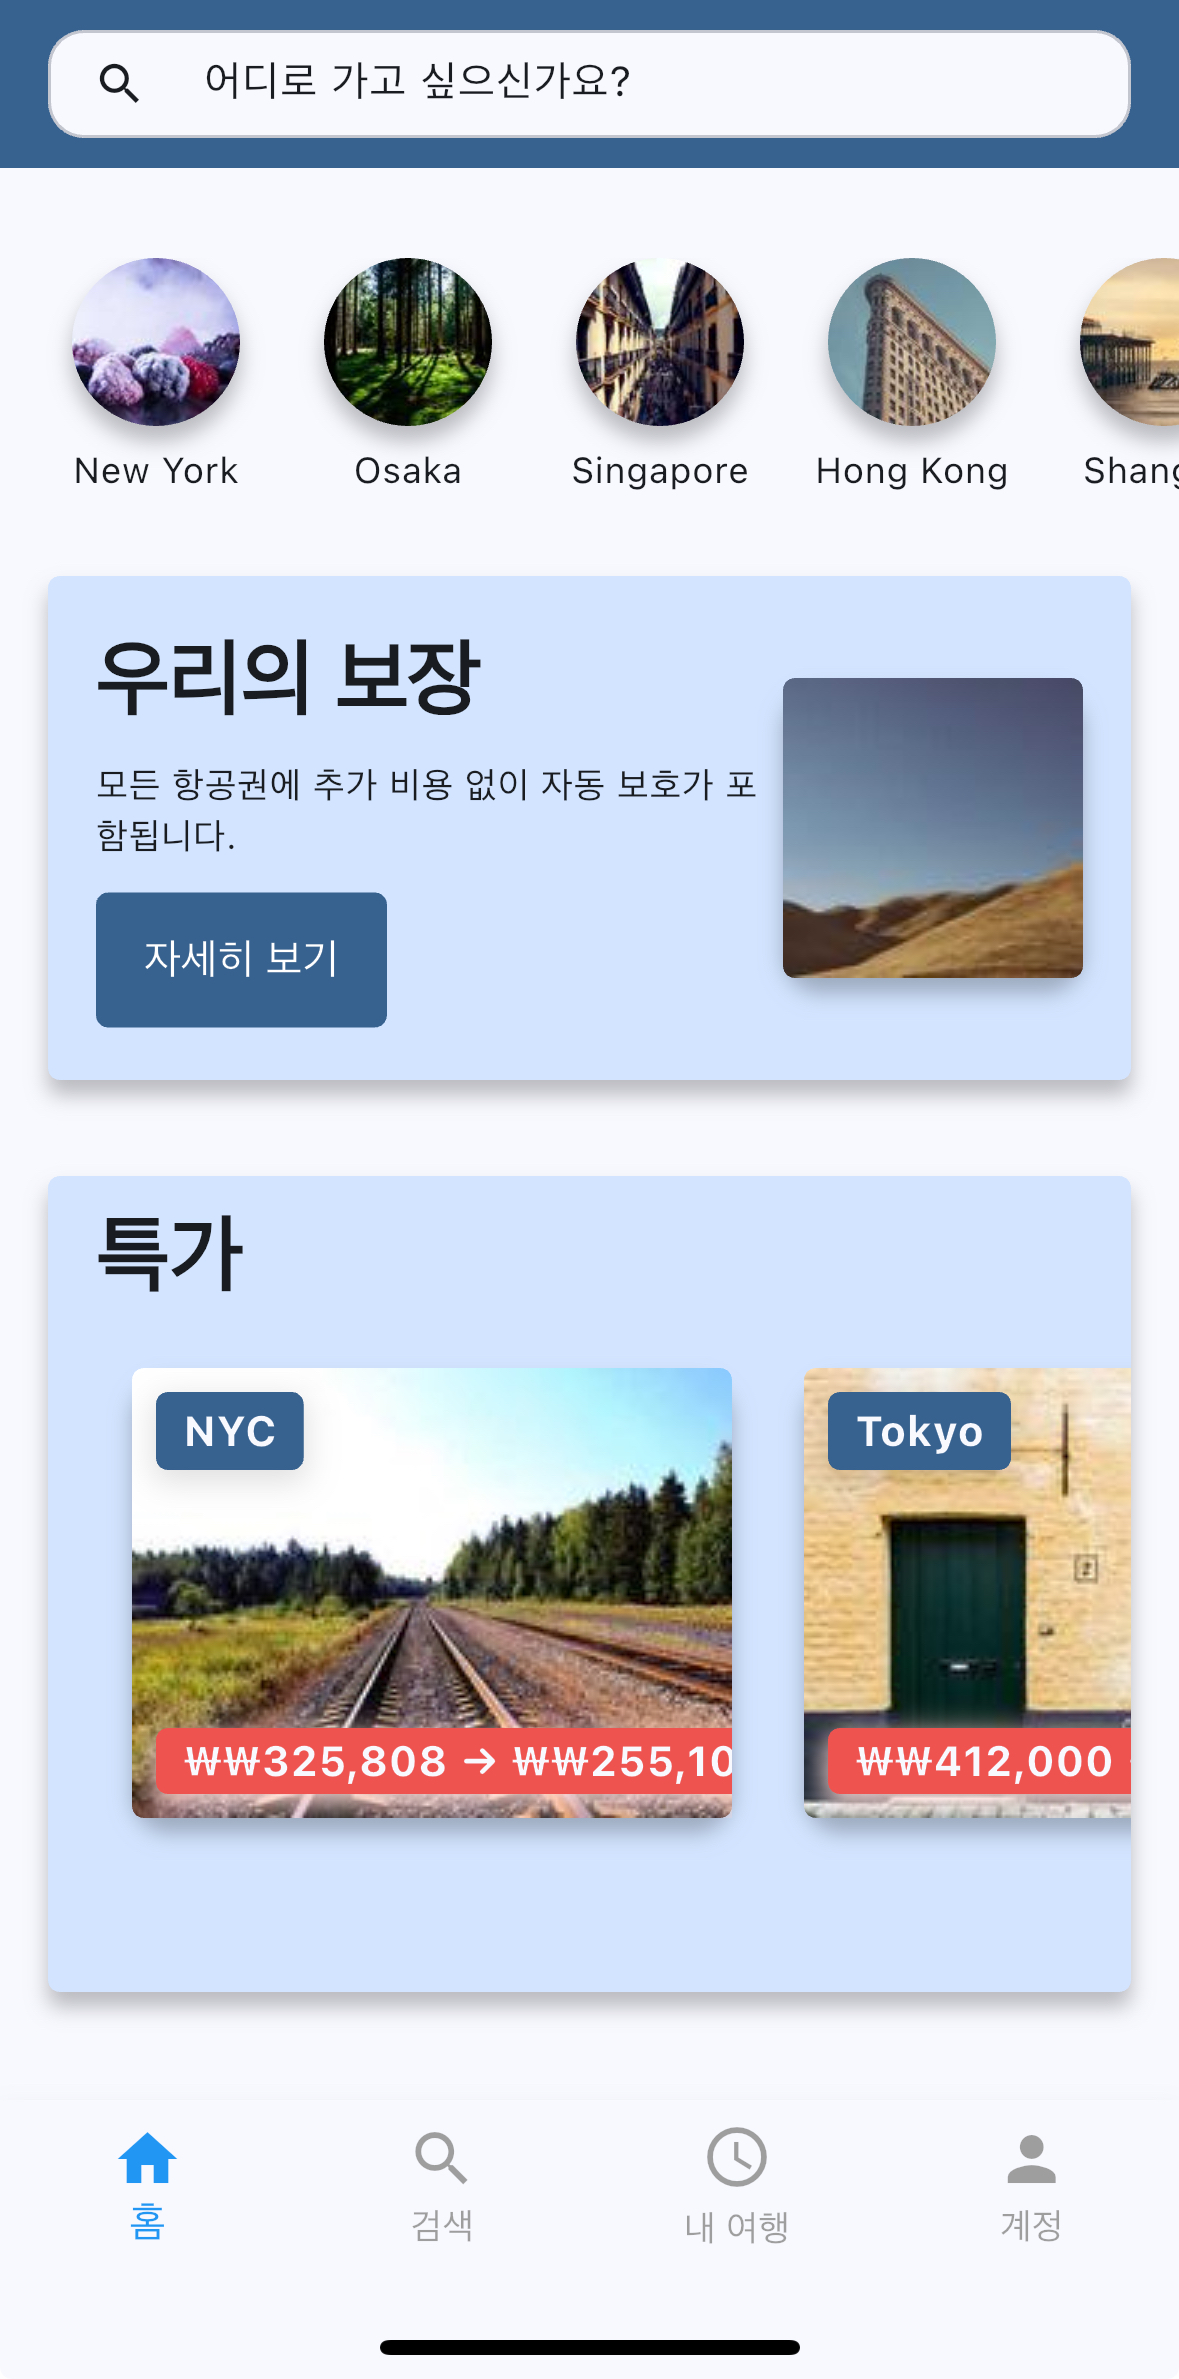 어디로 가고 싶으신가요?
New York
Osaka
Singapore
Hong Kong
우리의 보장
모든 항공권에 추가 비용 없이 자동 보호가 포
함됩니다.
자세히 보기
특가
NYC
Tokyo
₩₩325,808 → ₩₩255,10
₩₩412,000
홈
검색
내 여행
계정